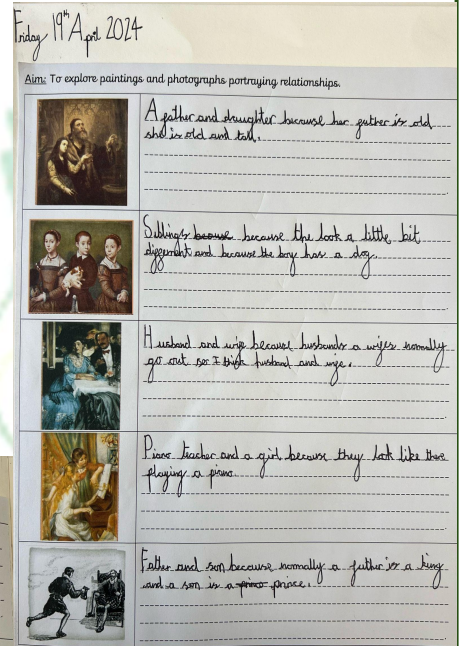 Friday 19th April 2024
Aim: To explore paintings and photographs portraying relationships.
A father and daughter because her father is old
she is old and tall.
Siblings because because the look a little bit
different and because the boy has a dog.
Husband and wife because husbands a wifes normally
go out so I think husband and wife.
Piano teacher and a girl because they look like there
playing a piano.
Father and son because normally a father is a king
and a son is a prince.